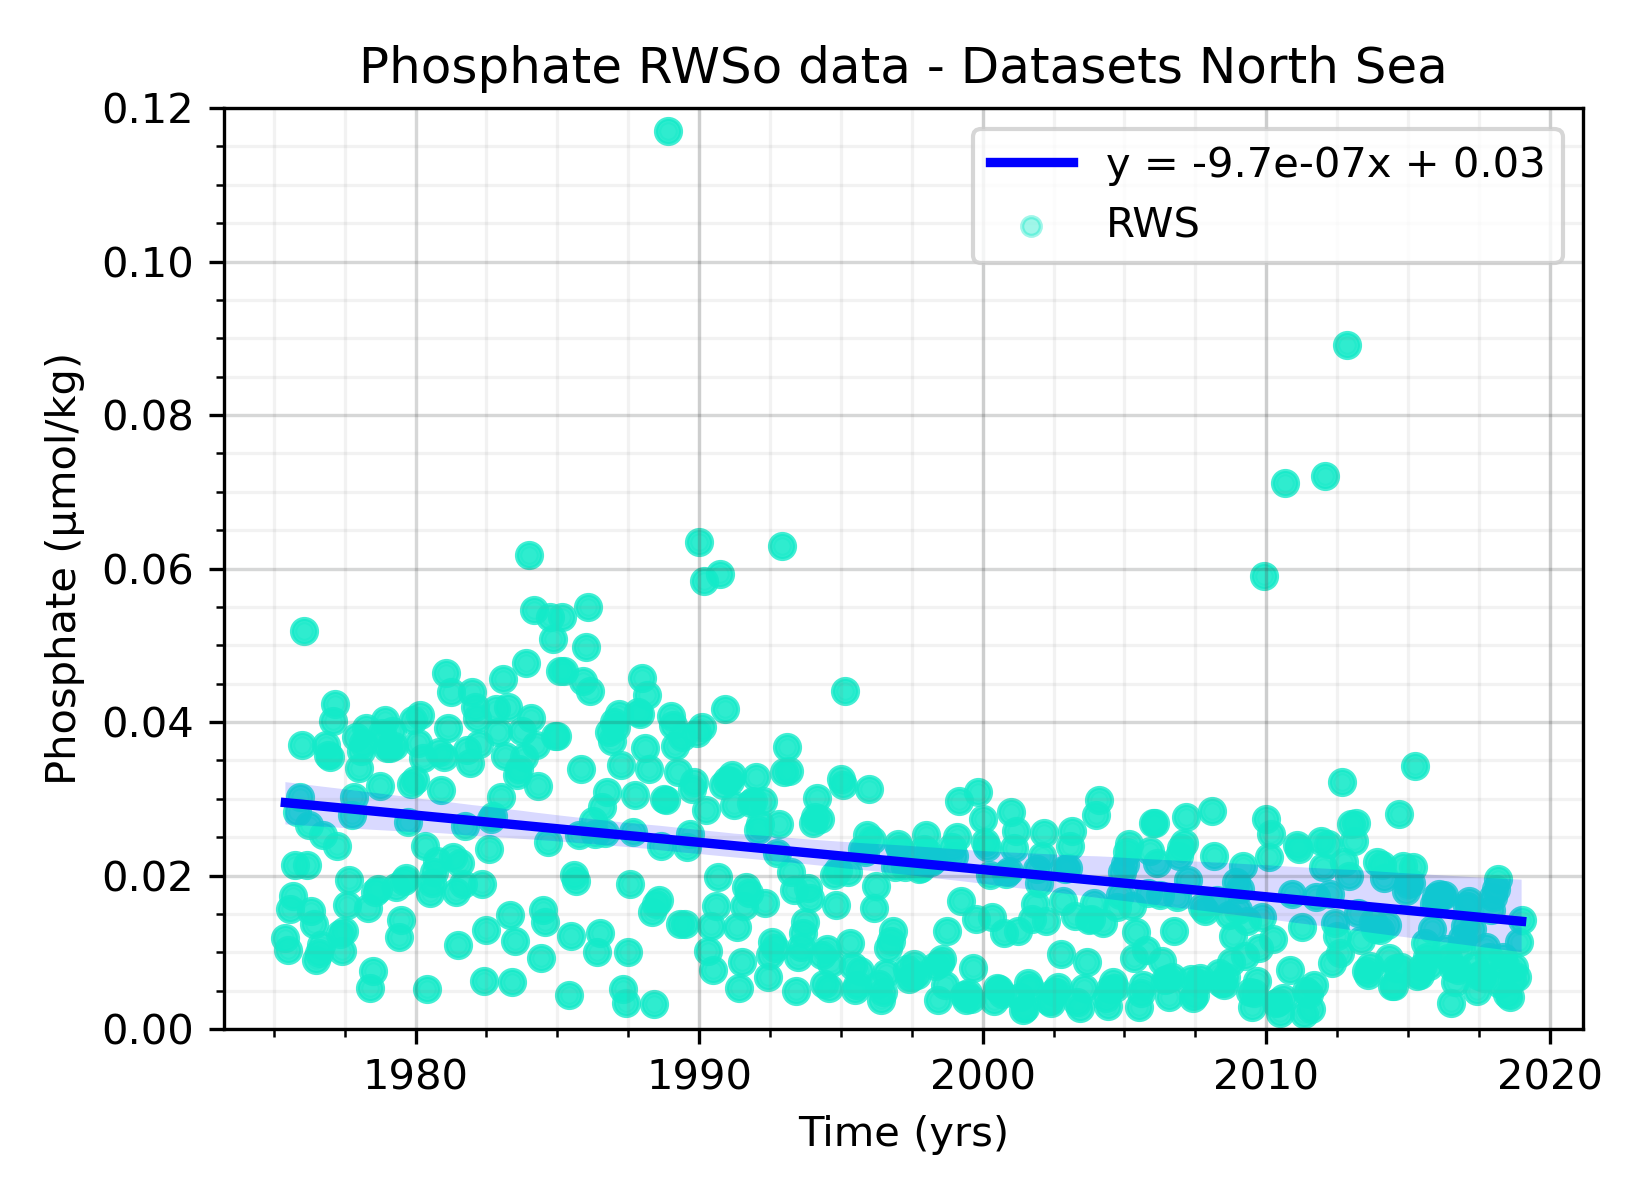 Phosphate RWSo data - Datasets North Sea
0.12
0.10
0.08
0.06
0.04
0.02
0.00
Phosphate (μmol/kg)
y = -9.7e-07x + 0.03
RWS
1980 1990 2000 2010 2020
Time (yrs)